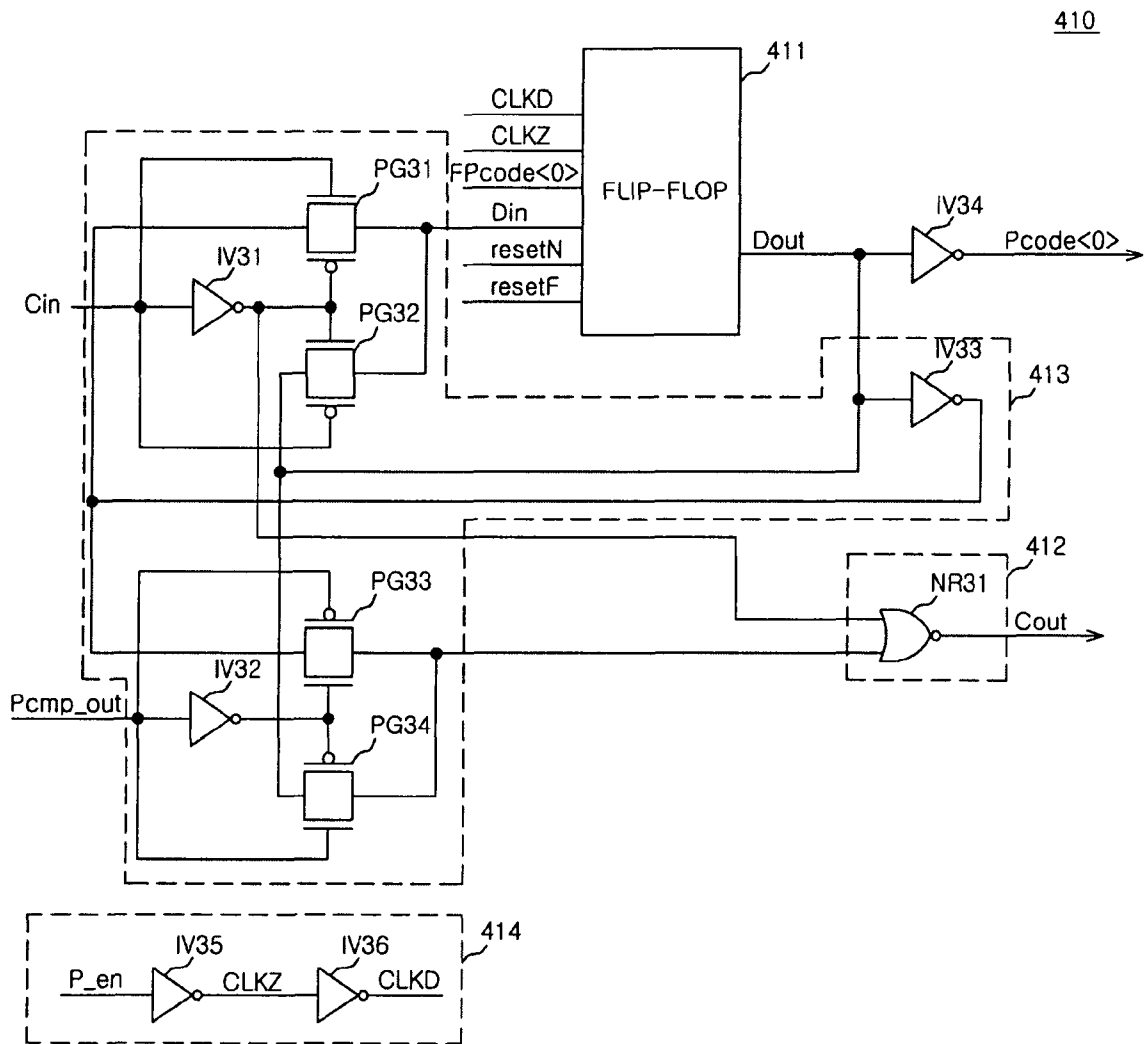 410
411
CLKD
CLKZ
FPcode<0>
Din
resetN
resetF
FLIP-FLOP
Dout
IV34
Pcode<0>
PG31
IV31
Cin
PG32
IV33
413
412
NR31
Cout
PG33
IV32
Pcmp_out
PG34
414
IV35
IV36
P_en
CLKZ
CLKD